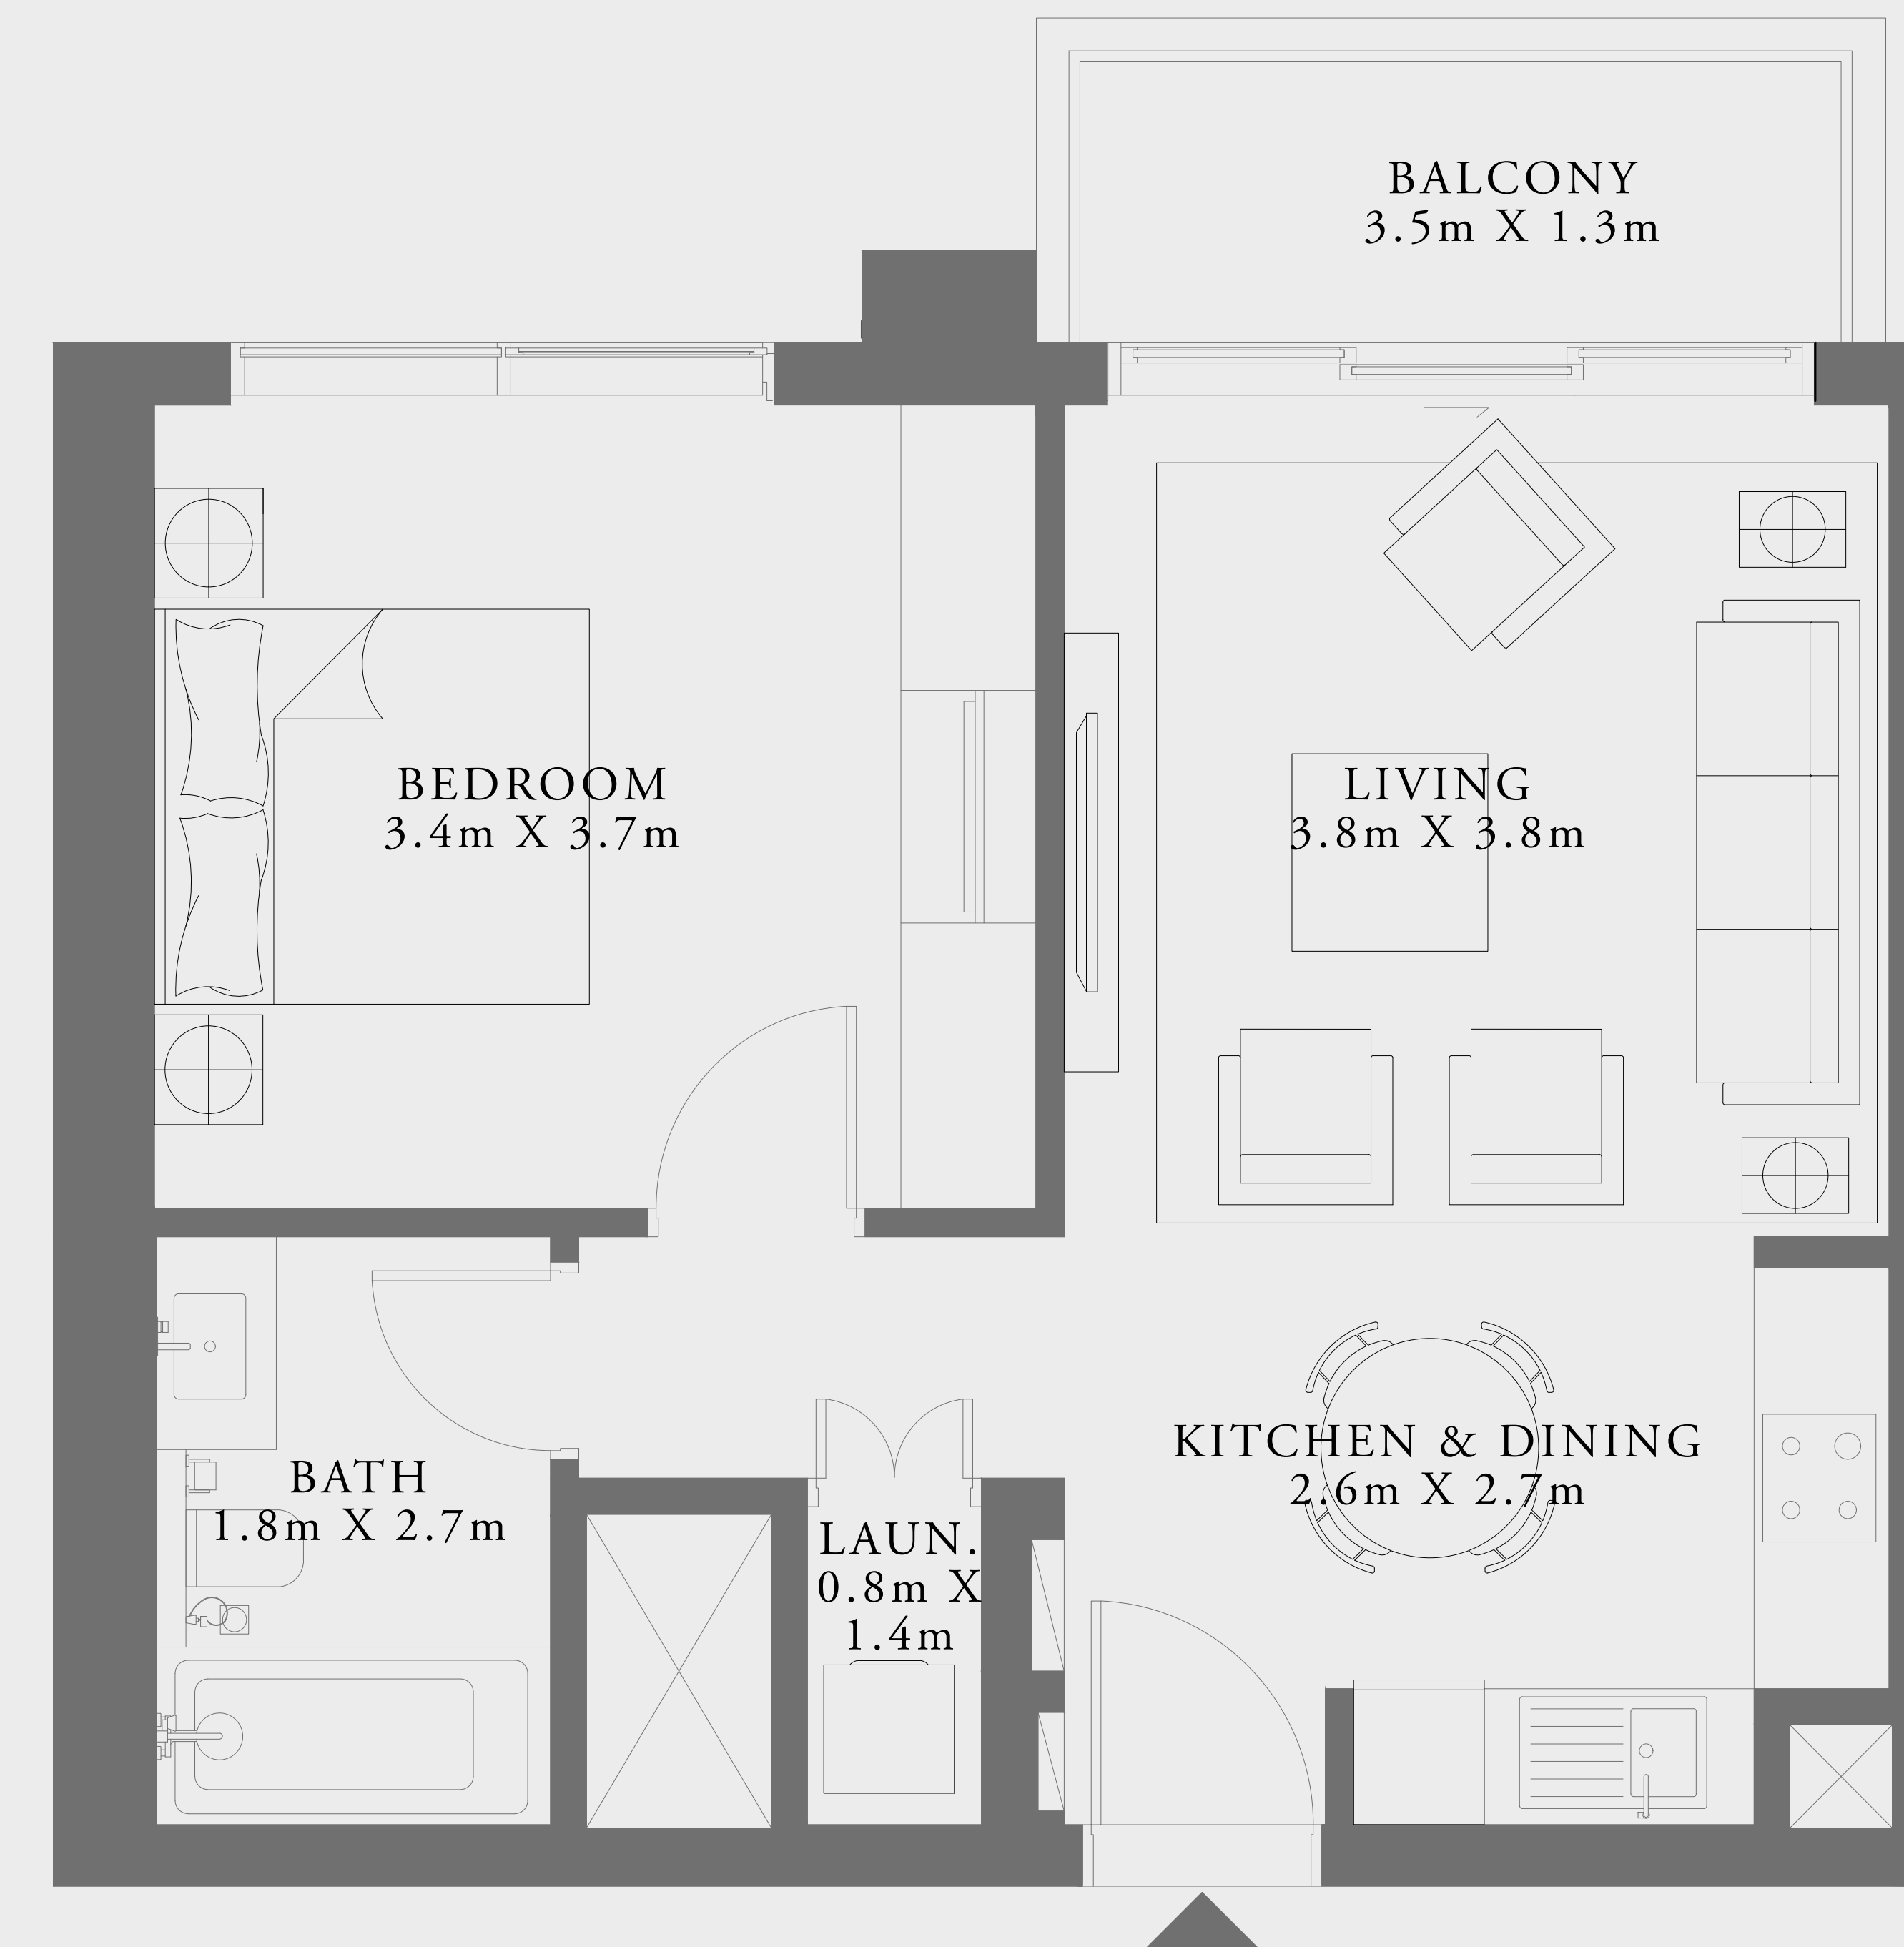 BALCONY
3.5m X 1.3m
BEDROOM
3.4m X 3.7m
LIVING
3.8m X 3.8m
KITCHEN & DINING
2.6m X 2.7m
BATH
1.8m X 2.7m
LAUN.
0.8m X
1.4m